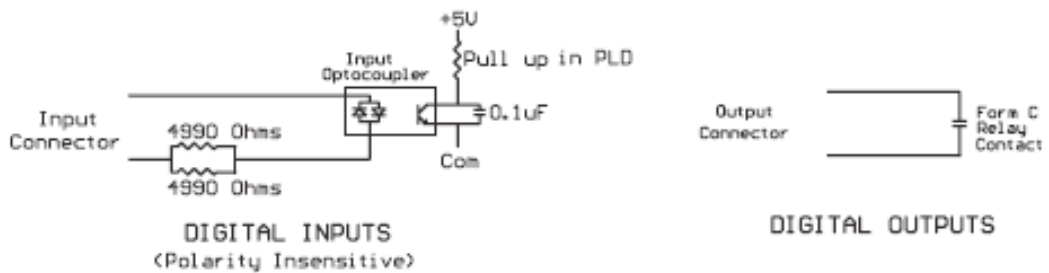 +5V
Input
Optocoupler
Pull up in PLD
0.1uF
Input
Connector
4990 Ohms
4990 Ohms
Com
DIGITAL INPUTS
(Polarity Insensitive)
Output
Connector
Form C
Relay
Contact
DIGITAL OUTPUTS